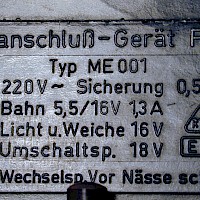 anschluß-Gerät F
Typ ME 001
220V~ Sicherung 0,5
Bahn 5,5/16V 1,3A
Licht u. Weiche 16V
Umschaltsp. 18V
Wechselsp. Vor Nässe sc